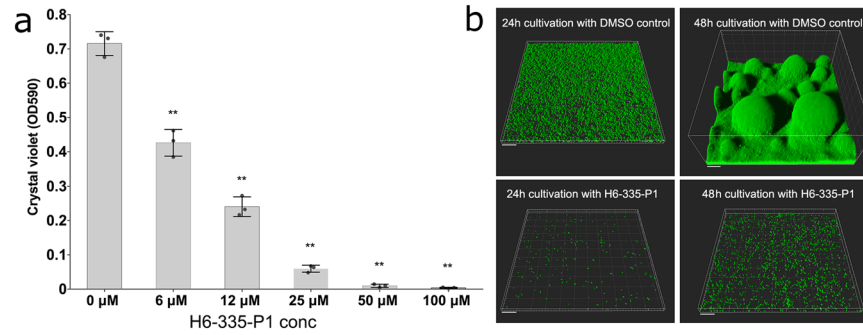 a
Crystal violet (OD590)
0.8
0.7
0.6
0.5
0.4
0.3
0.2
0.1
0
**
**
**
**
**
0 µM 6 µM 12 µM 25 µM 50 µM 100 µM
H6-335-P1 conc
b
24h cultivation with DMSO control
48h cultivation with DMSO control
24h cultivation with H6-335-P1
48h cultivation with H6-335-P1